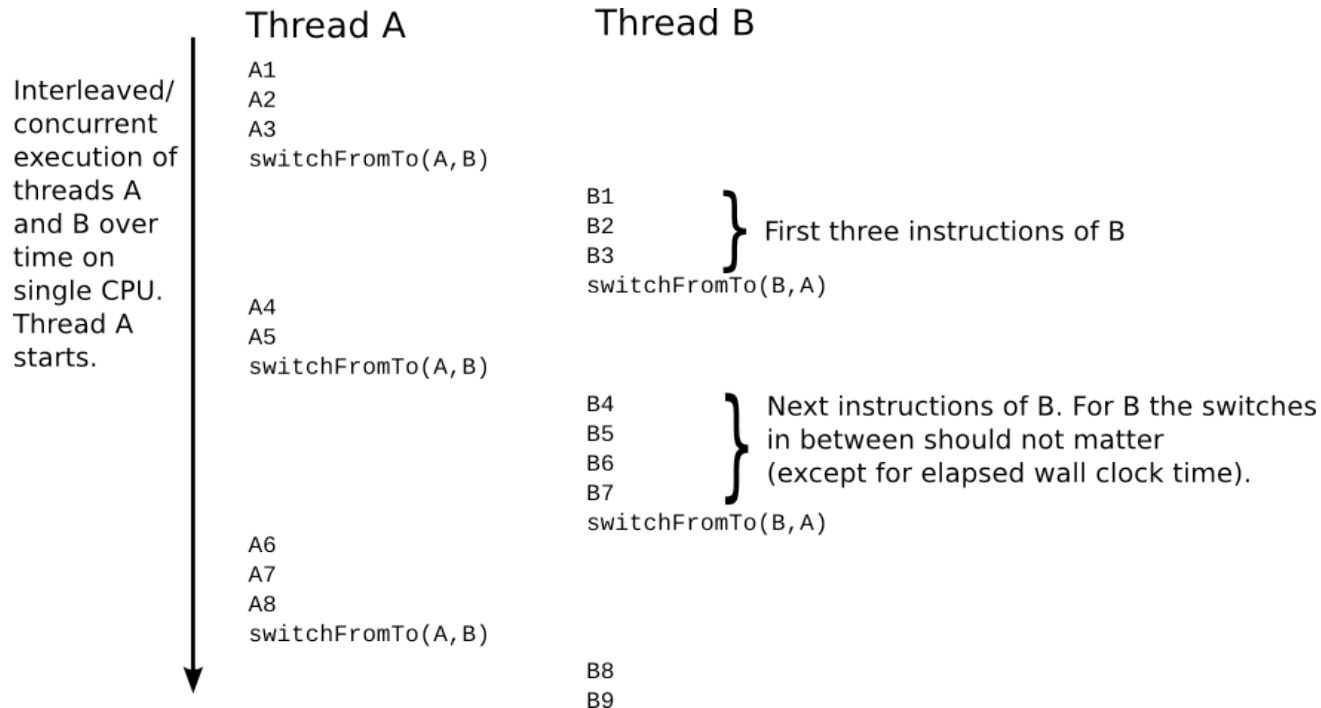 Thread A
Thread B
Interleaved/
concurrent
execution of
threads A
and B over
time on
single CPU.
Thread A
starts.
A1
A2
A3
switchFromTo(A,B)
B1
B2
B3
First three instructions of B
switchFromTo(B,A)
A4
A5
switchFromTo(A,B)
B4
B5
B6
B7
Next instructions of B. For B the switches
in between should not matter
(except for elapsed wall clock time).
switchFromTo(B,A)
A6
A7
A8
switchFromTo(A,B)
B8
B9